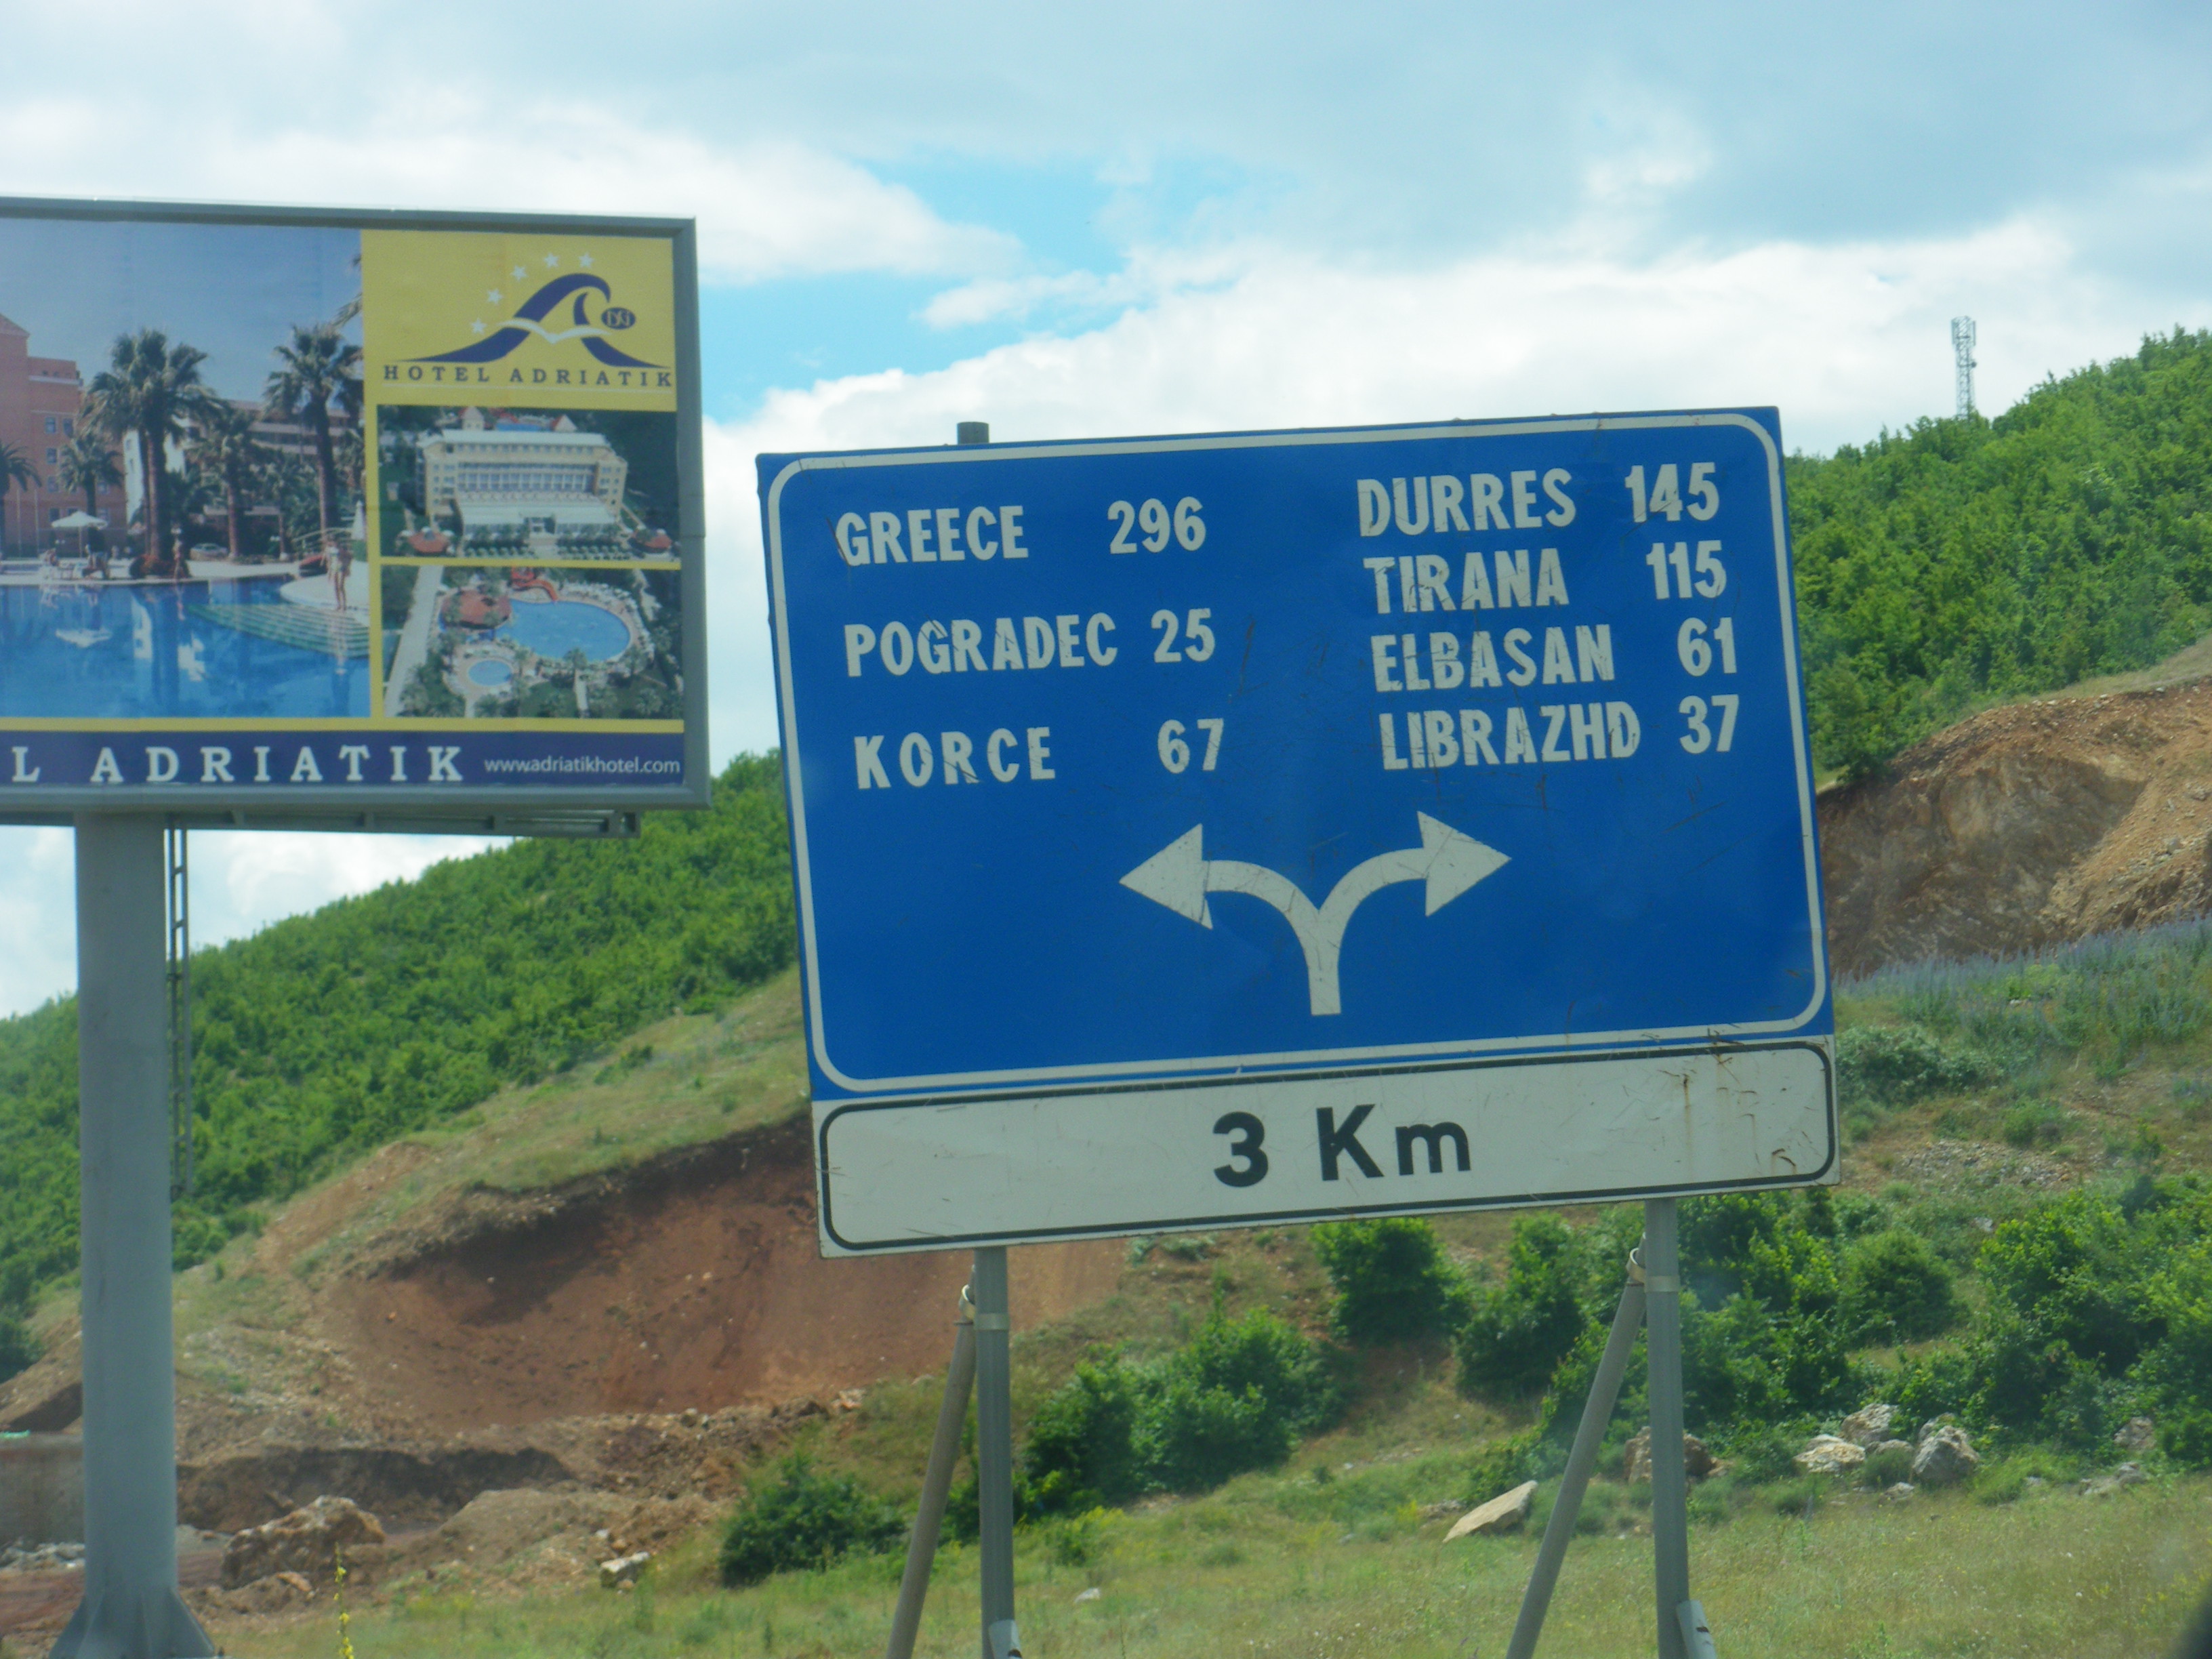 DG
HOTEL ADRIATIK
L ADRIATIK www.adriatikhotel.com
GREECE 296
POGRADEC 25
KORCE 67
DURRES 145
TIRANA 115
ELBASAN 61
LIBRAZHD 37
3 Km